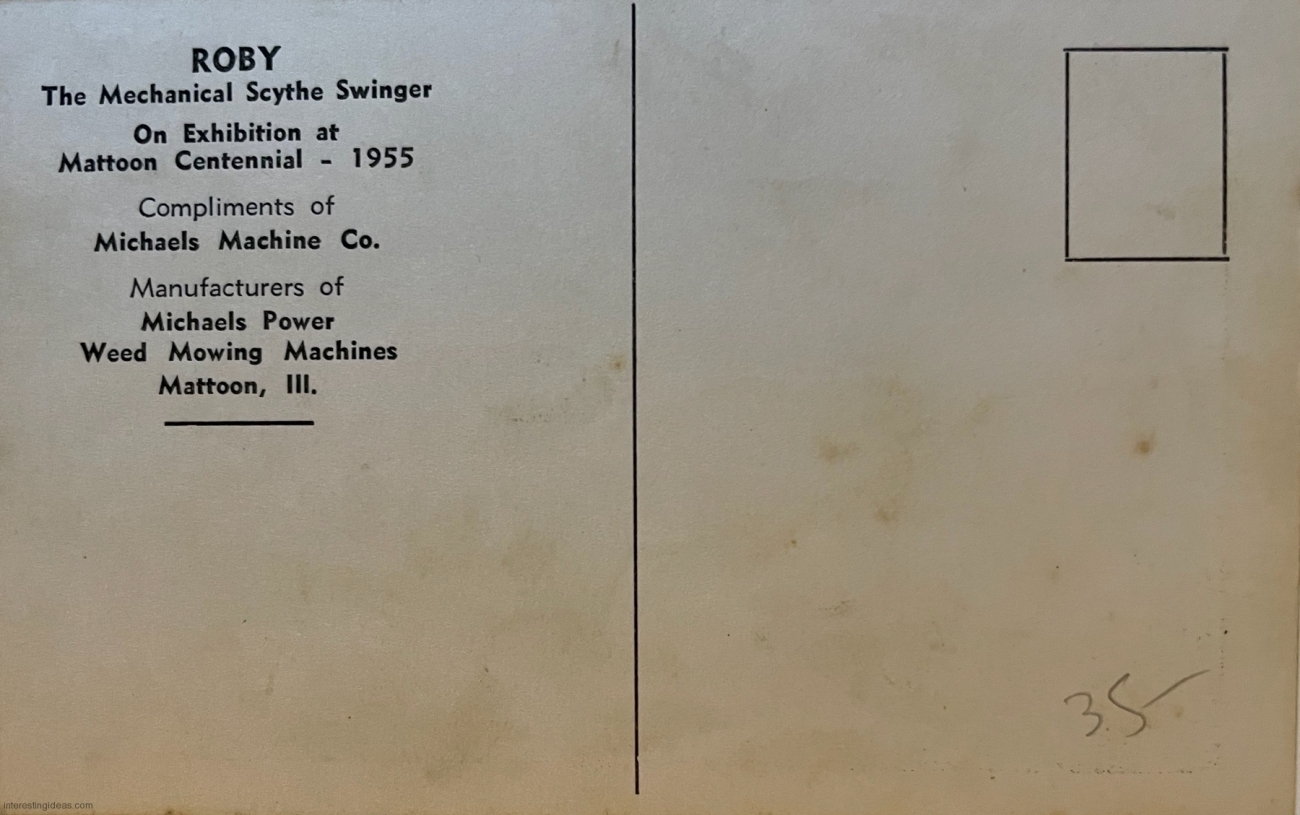 ROBY
The Mechanical Scythe Swinger
On Exhibition at
Mattoon Centennial - 1955
Compliments of
Michaels Machine Co.
Manufacturers of
Michaels Power
Weed Mowing Machines
Mattoon, Ill.
35
interestingideas.com